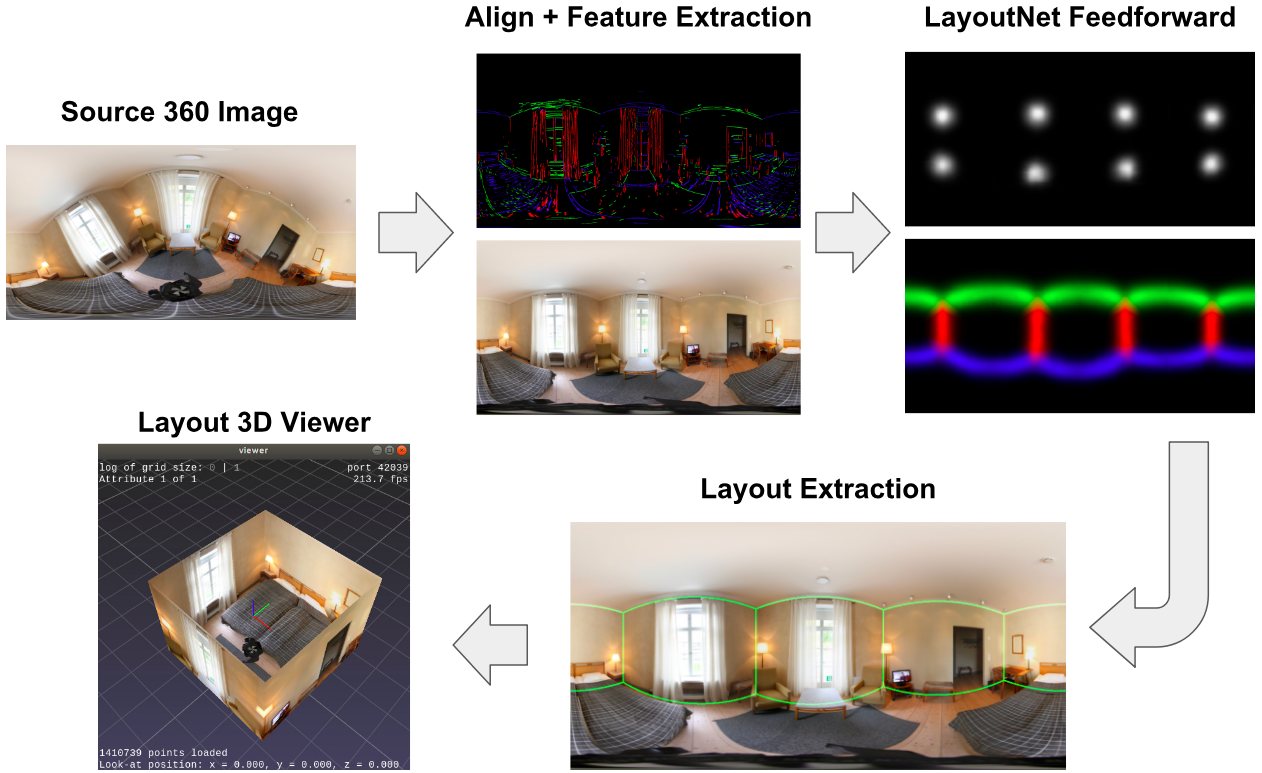 Align + Feature Extraction
LayoutNet Feedforward
Source 360 Image
Layout 3D Viewer
viewer
log of grid size: 0 | 1
port 42039
Attribute 1 of 1
213.7 fps
1410739 points loaded
Look-at position: x = 0.000, y = 0.000, z = 0.000
Layout Extraction